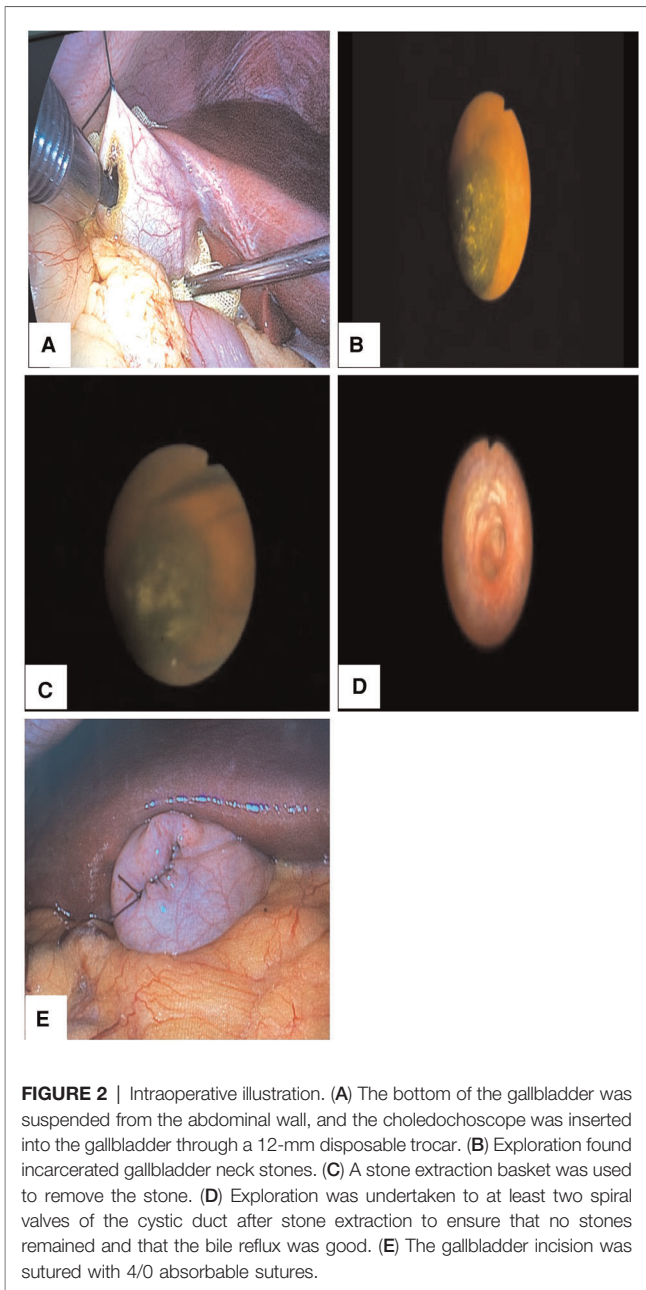 A
B
C
D
E
FIGURE 2 | Intraoperative illustration. (A) The bottom of the gallbladder was
suspended from the abdominal wall, and the choledochoscope was inserted
into the gallbladder through a 12-mm disposable trocar. (B) Exploration found
incarcerated gallbladder neck stones. (C) A stone extraction basket was used
to remove the stone. (D) Exploration was undertaken to at least two spiral
valves of the cystic duct after stone extraction to ensure that no stones
remained and that the bile reflux was good. (E) The gallbladder incision was
sutured with 4/0 absorbable sutures.